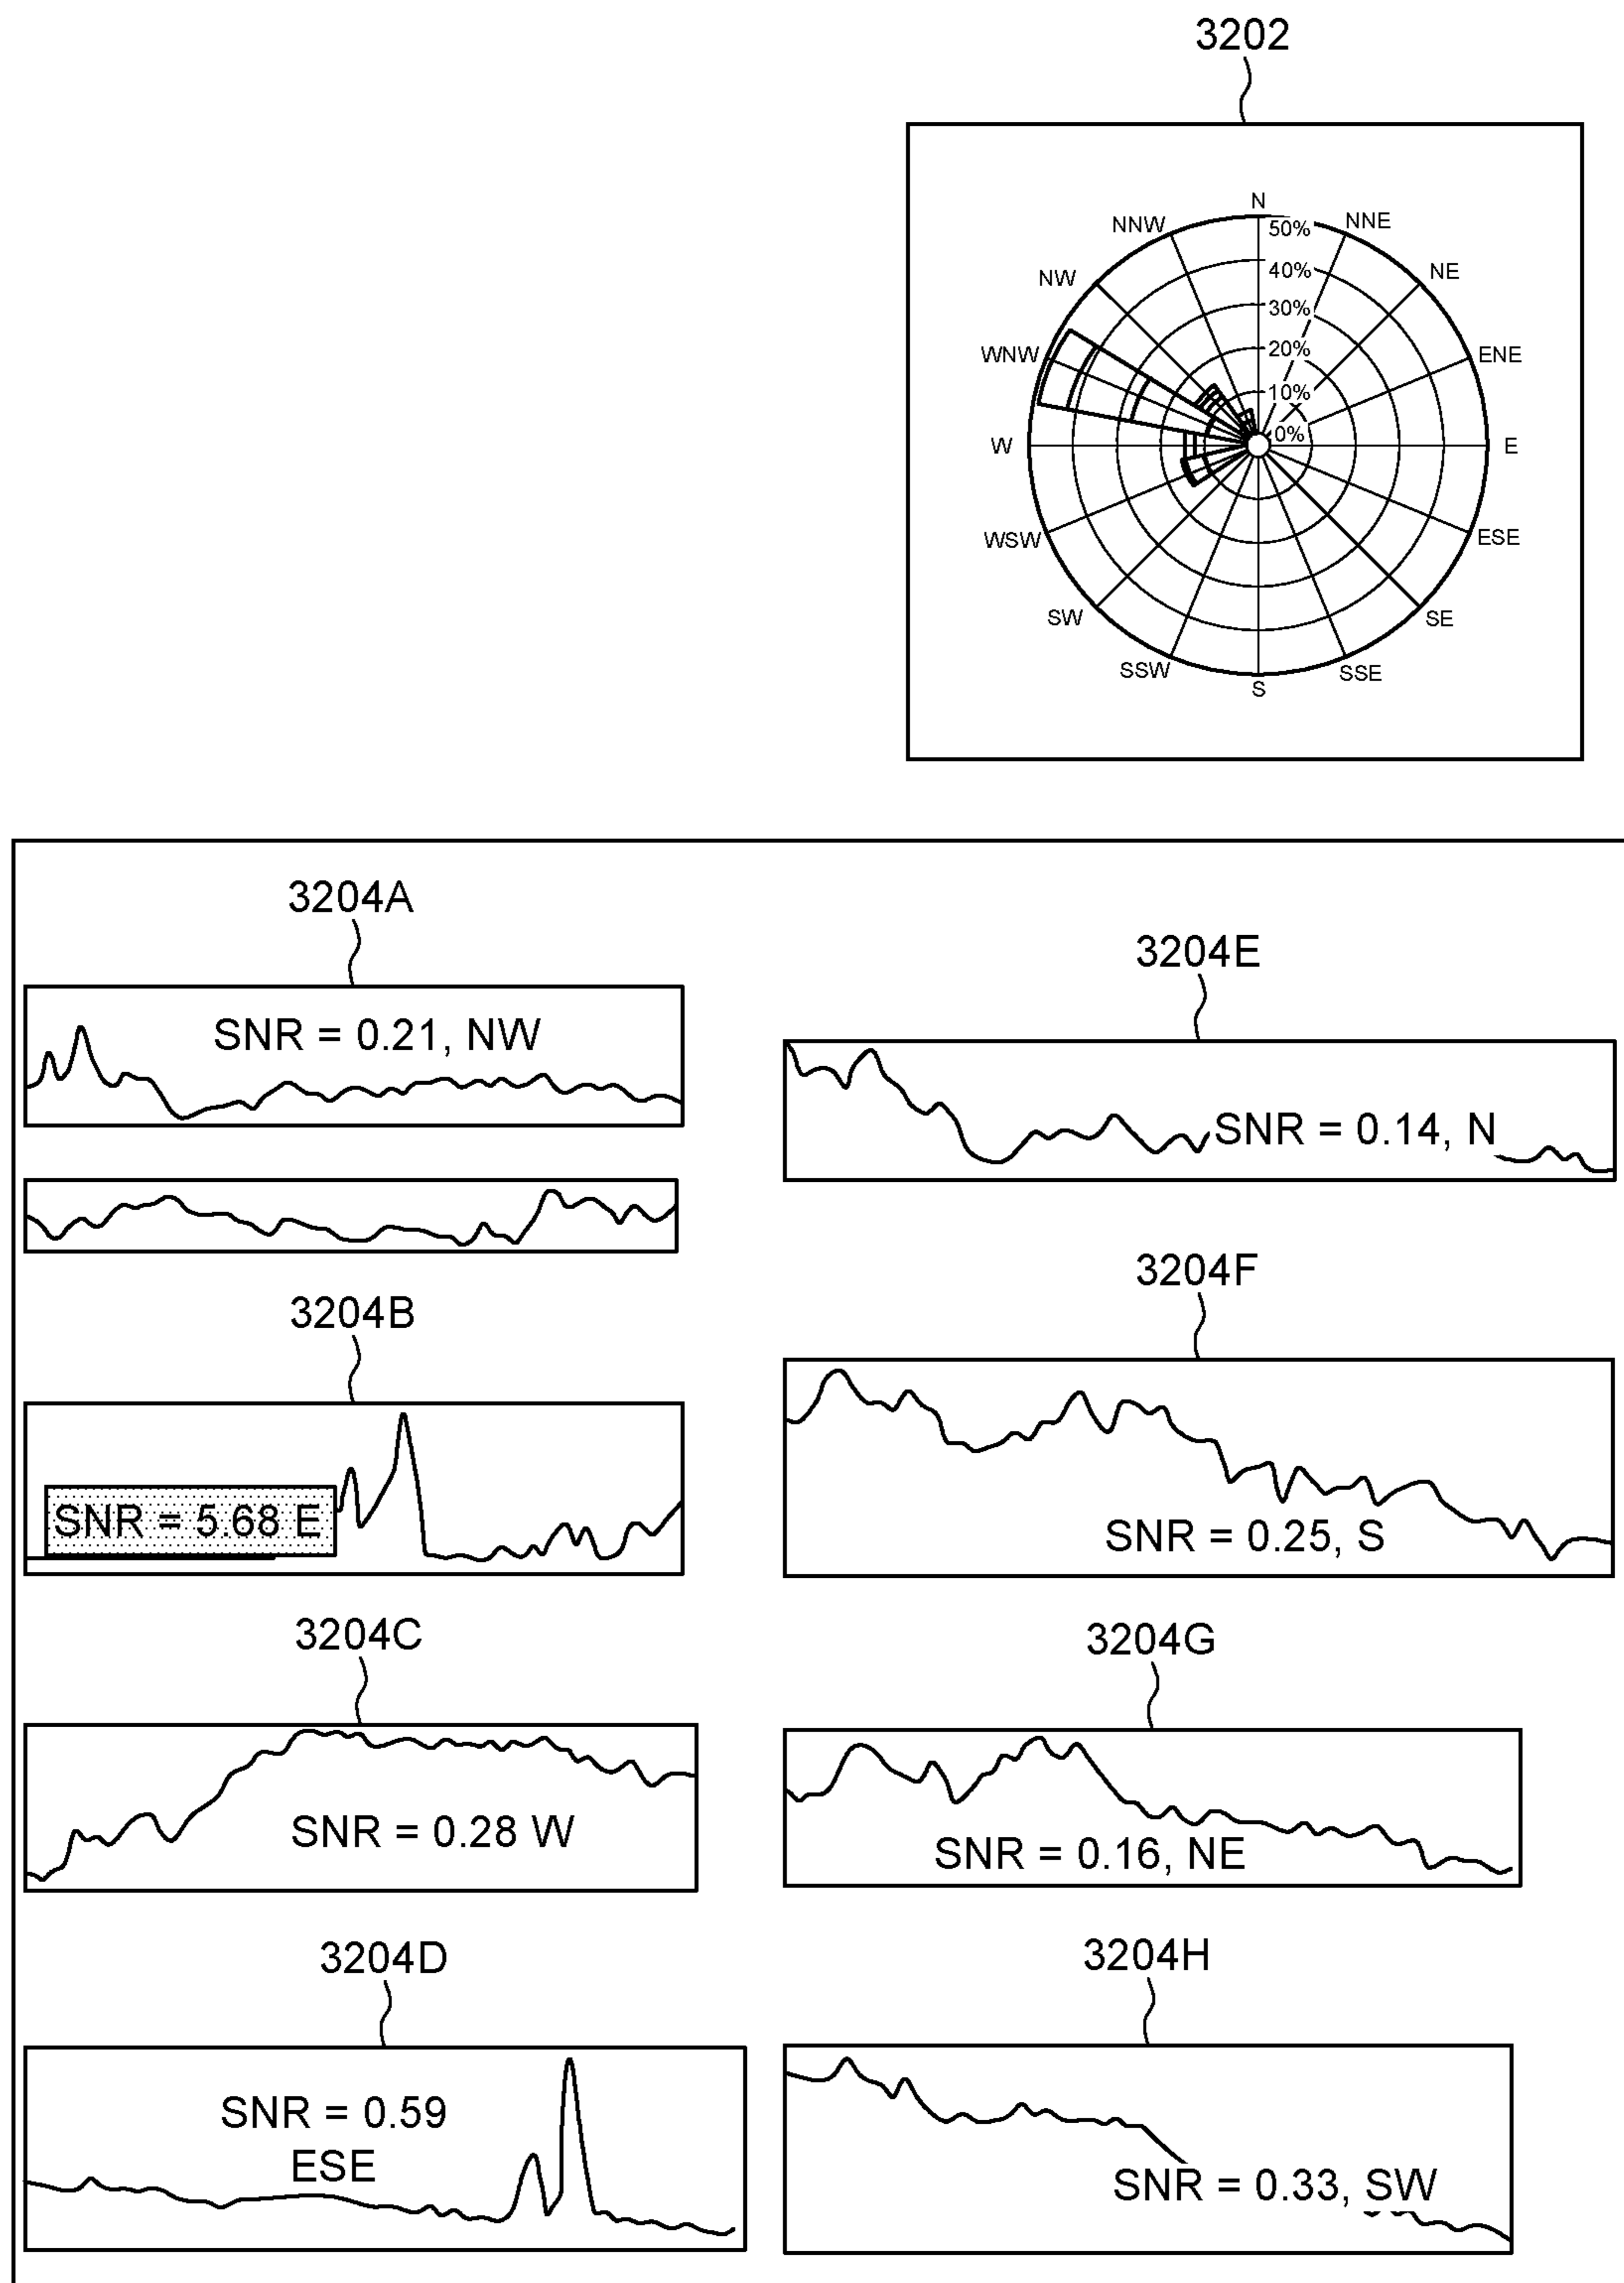 3202
N
NNW
50%
NNE
NW
40%
NE
30%
WNW
20%
ENE
10%
W
0%
E
WSW
ESE
SW
SE
SSW
SSE
S
3204A
SNR = 0.21, NW
3204B
SNR = 5.68 E
3204C
SNR = 0.28 W
3204D
SNR = 0.59
ESE
3204E
SNR = 0.14, N
3204F
SNR = 0.25, S
3204G
SNR = 0.16, NE
3204H
SNR = 0.33, SW